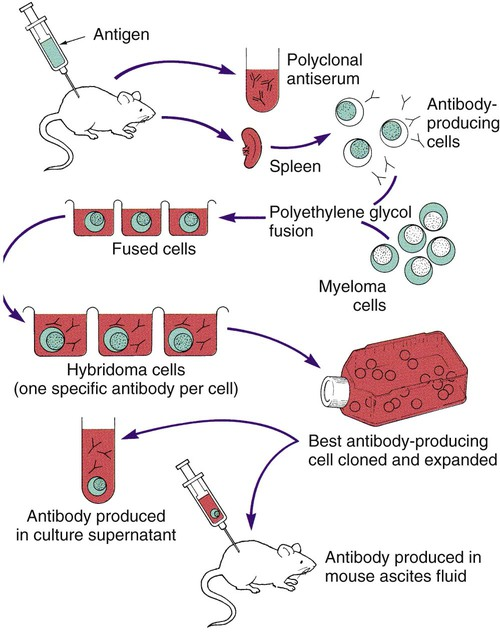 Antigen
Polyclonal
antiserum
Antibody-
producing
cells
Spleen
Polyethylene glycol
fusion
Fused cells
Myeloma
cells
Hybridoma cells
(one specific antibody per cell)
Best antibody-producing
cell cloned and expanded
Antibody produced
in culture supernatant
Antibody produced in
mouse ascites fluid